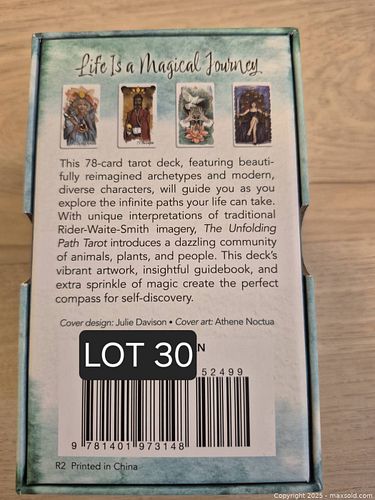 Life Is a Magical Journey
This 78-card tarot deck, featuring beauti-
fully reimagined archetypes and modern,
diverse characters, will guide you as you
explore the infinite paths your life can take.
With unique interpretations of traditional
Rider-Waite-Smith imagery, The Unfolding
Path Tarot introduces a dazzling community
of animals, plants, and people. This deck's
vibrant artwork, insightful guidebook, and
extra sprinkle of magic create the perfect
compass for self-discovery.
Cover design: Julie Davison • Cover art: Athene Noctua
LOT 30
N
52499
9 781401 973148
R2 Printed in China
Copyright 2025 - maxsold.com